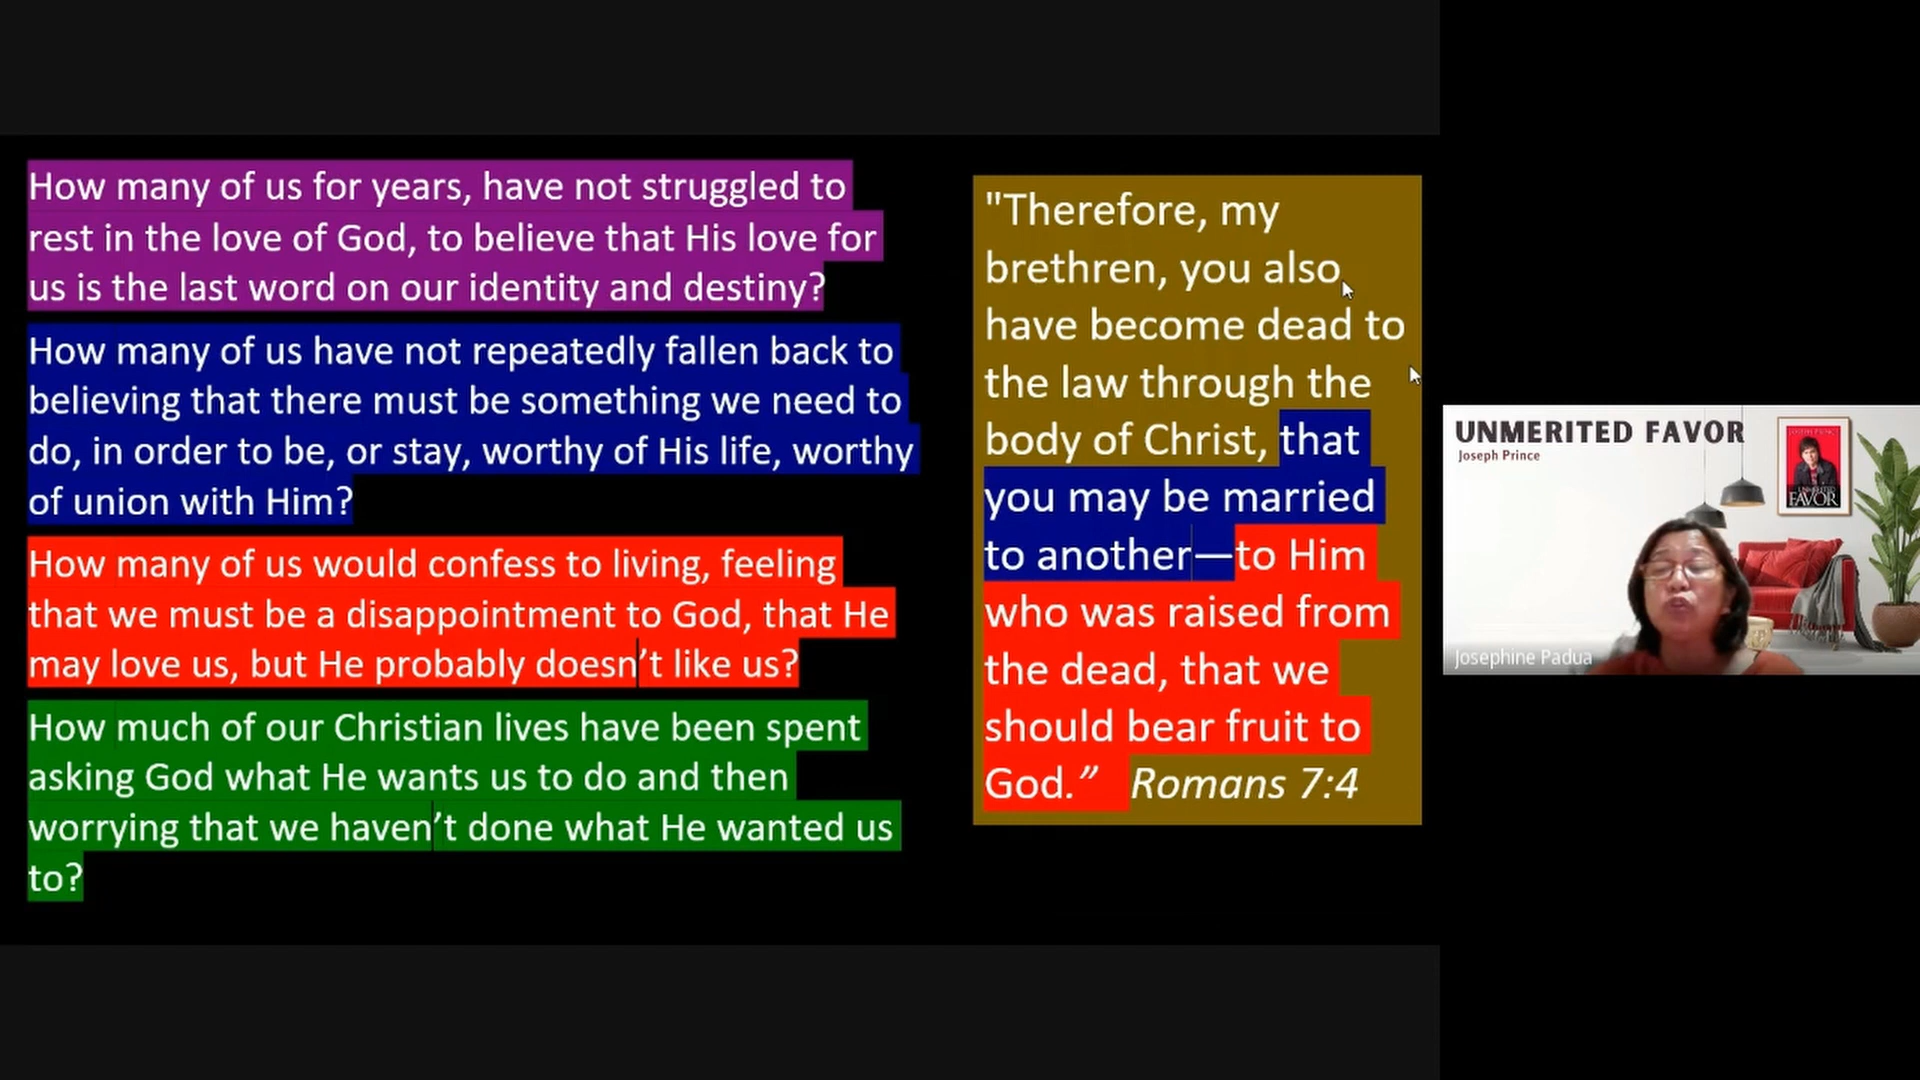 How many of us for years, have not struggled to
rest in the love of God, to believe that His love for
us is the last word on our identity and destiny?
How many of us have not repeatedly fallen back to
believing that there must be something we need to
do, in order to be, or stay, worthy of His life, worthy
of union with Him?
How many of us would confess to living, feeling
that we must be a disappointment to God, that He
may love us, but He probably doesn’t like us?
How much of our Christian lives have been spent
asking God what He wants us to do and then
worrying that we haven’t done what He wanted us
to?
"Therefore, my
brethren, you also
have become dead to
the law through the
body of Christ, that
you may be married
to another—to Him
who was raised from
the dead, that we
should bear fruit to
God.” Romans 7:4
UNMERITED FAVOR
Joseph Prince
JOSEPH PRINCE
UNMERITED
FAVOR
Josephine Padua